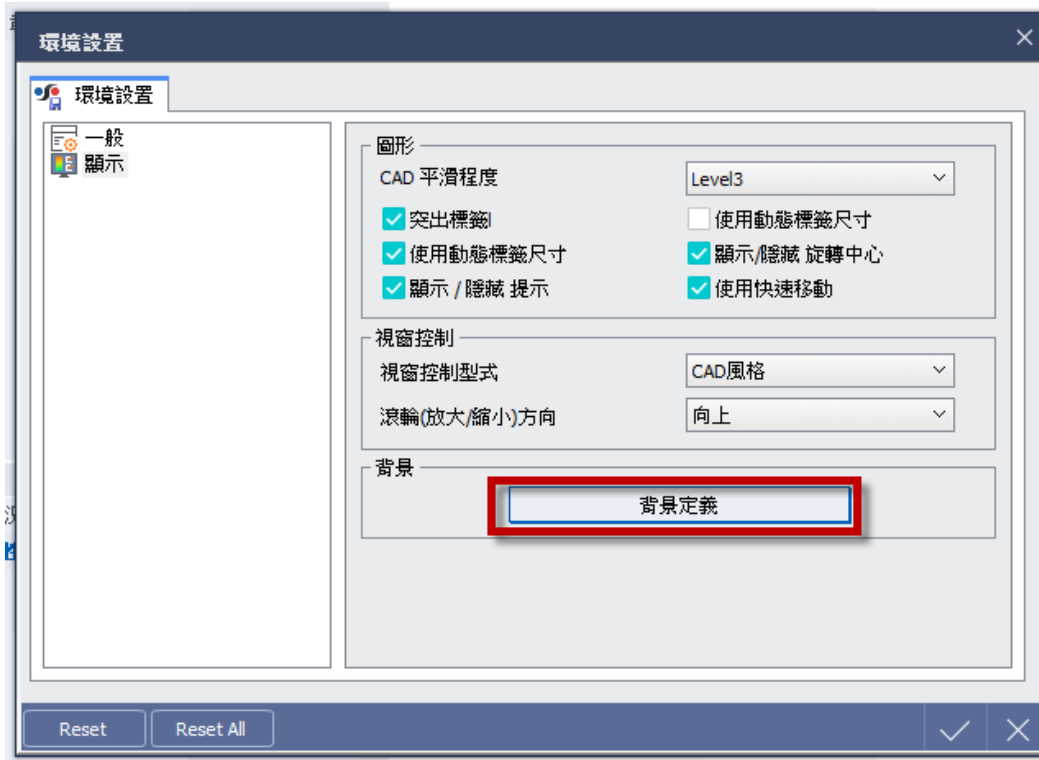 環境設置
環境設置
一般
顯示
圖形
CAD 平滑程度 Level3
突出標籤l 使用動態標籤尺寸
使用動態標籤尺寸 顯示/隱藏 旋轉中心
顯示 / 隱藏 提示 使用快速移動
視窗控制
視窗控制型式 CAD風格
滾輪(放大/縮小)方向 向上
背景
背景定義
Reset Reset All